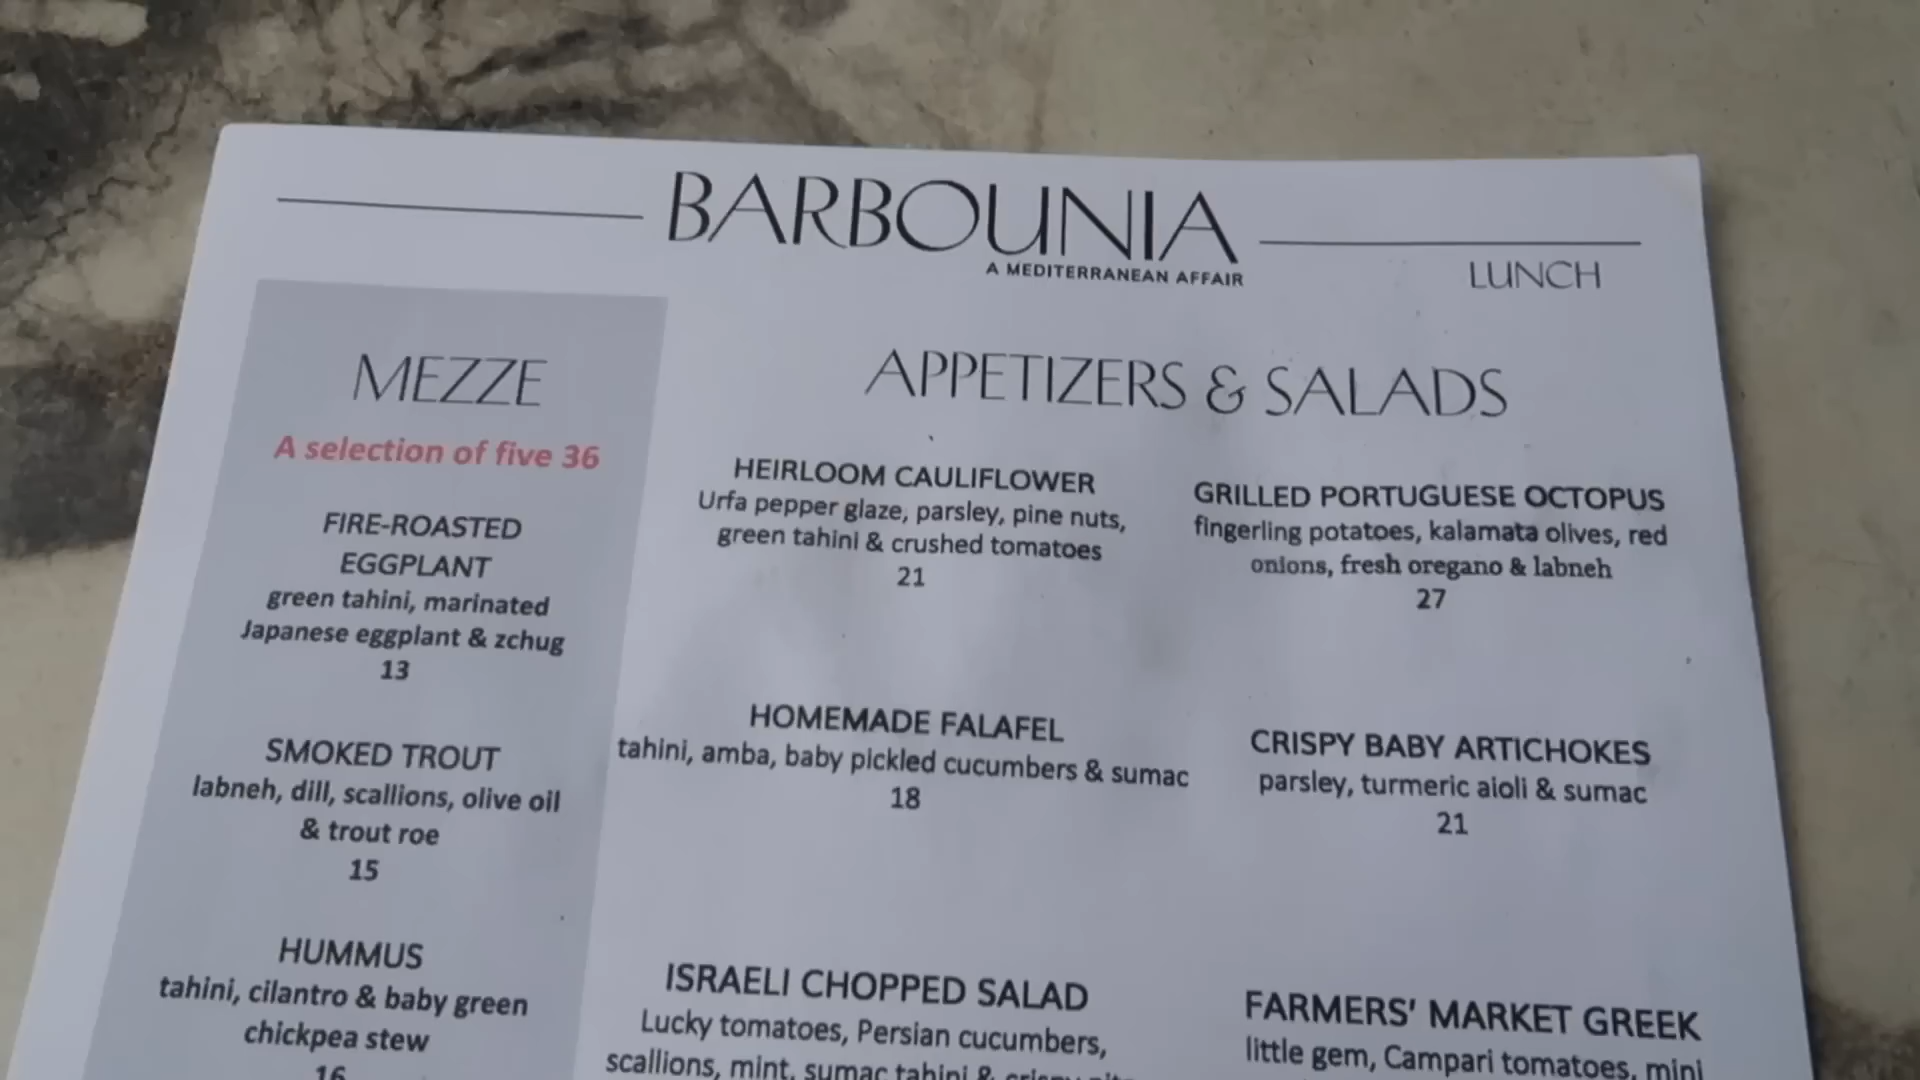 BARBOUNIA
A MEDITERRANEAN AFFAIR
LUNCH
MEZZE
A selection of five 36
FIRE-ROASTED
EGGPLANT
green tahini, marinated
Japanese eggplant & zchug
13
SMOKED TROUT
labneh, dill, scallions, olive oil
& trout roe
15
HUMMUS
tahini, cilantro & baby green
chickpea stew
16
APPETIZERS & SALADS
HEIRLOOM CAULIFLOWER
Urfa pepper glaze, parsley, pine nuts,
green tahini & crushed tomatoes
21
GRILLED PORTUGUESE OCTOPUS
fingerling potatoes, kalamata olives, red
onions, fresh oregano & labneh
27
HOMEMADE FALAFEL
tahini, amba, baby pickled cucumbers & sumac
18
CRISPY BABY ARTICHOKES
parsley, turmeric aioli & sumac
21
ISRAELI CHOPPED SALAD
Lucky tomatoes, Persian cucumbers,
scallions, mint, sumac tahini & crispy
FARMERS' MARKET GREEK
little gem, Campari tomatoes, mini